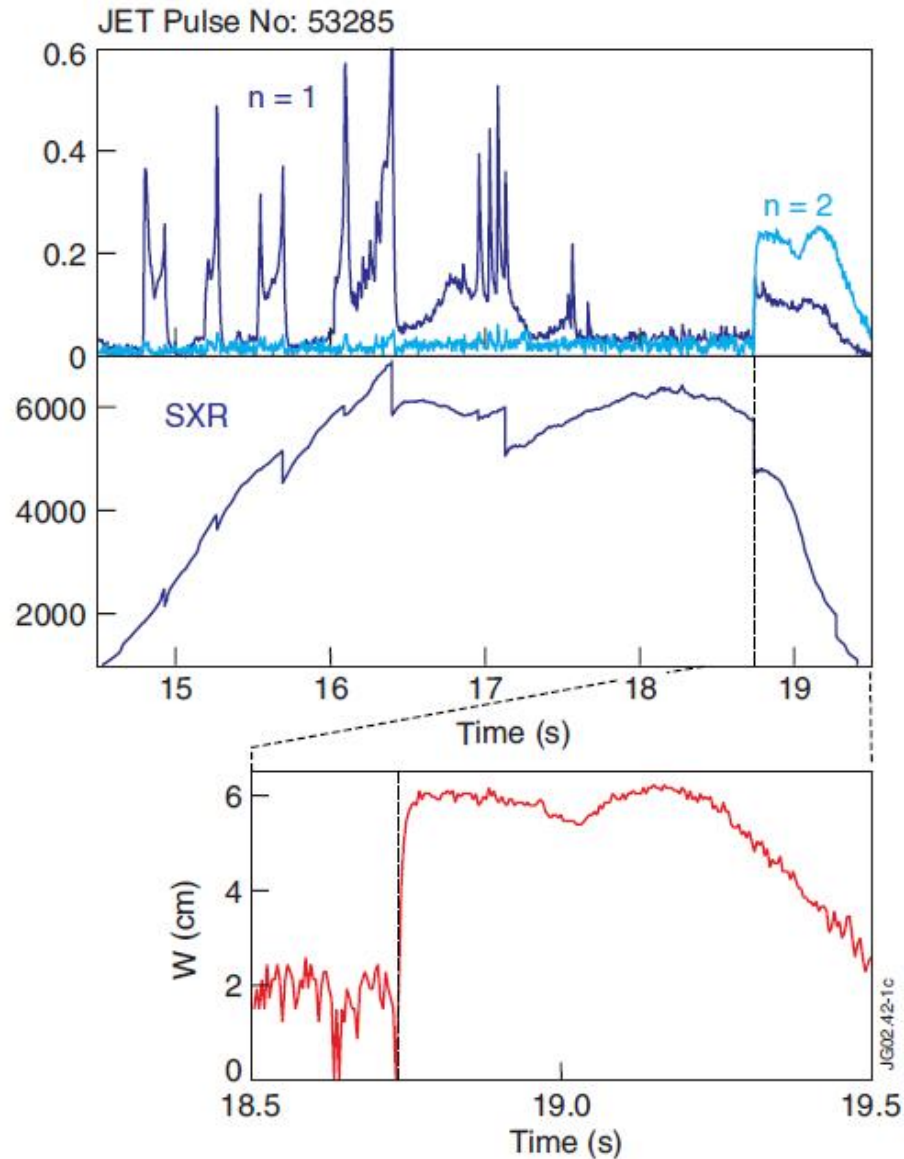 JET Pulse No: 53285
0.6
n = 1
0.4
n = 2
0.2
0
6000
SXR
4000
2000
15 16 17 18 19
Time (s)
6
4
W (cm)
2
0
18.5 19.0 19.5
Time (s)
JG02.42-1c